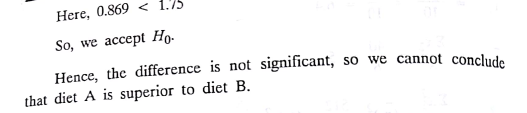 Here, 0.869 < 1.75
So, we accept H₀.
Hence, the difference is not significant, so we cannot conclude
that diet A is superior to diet B.